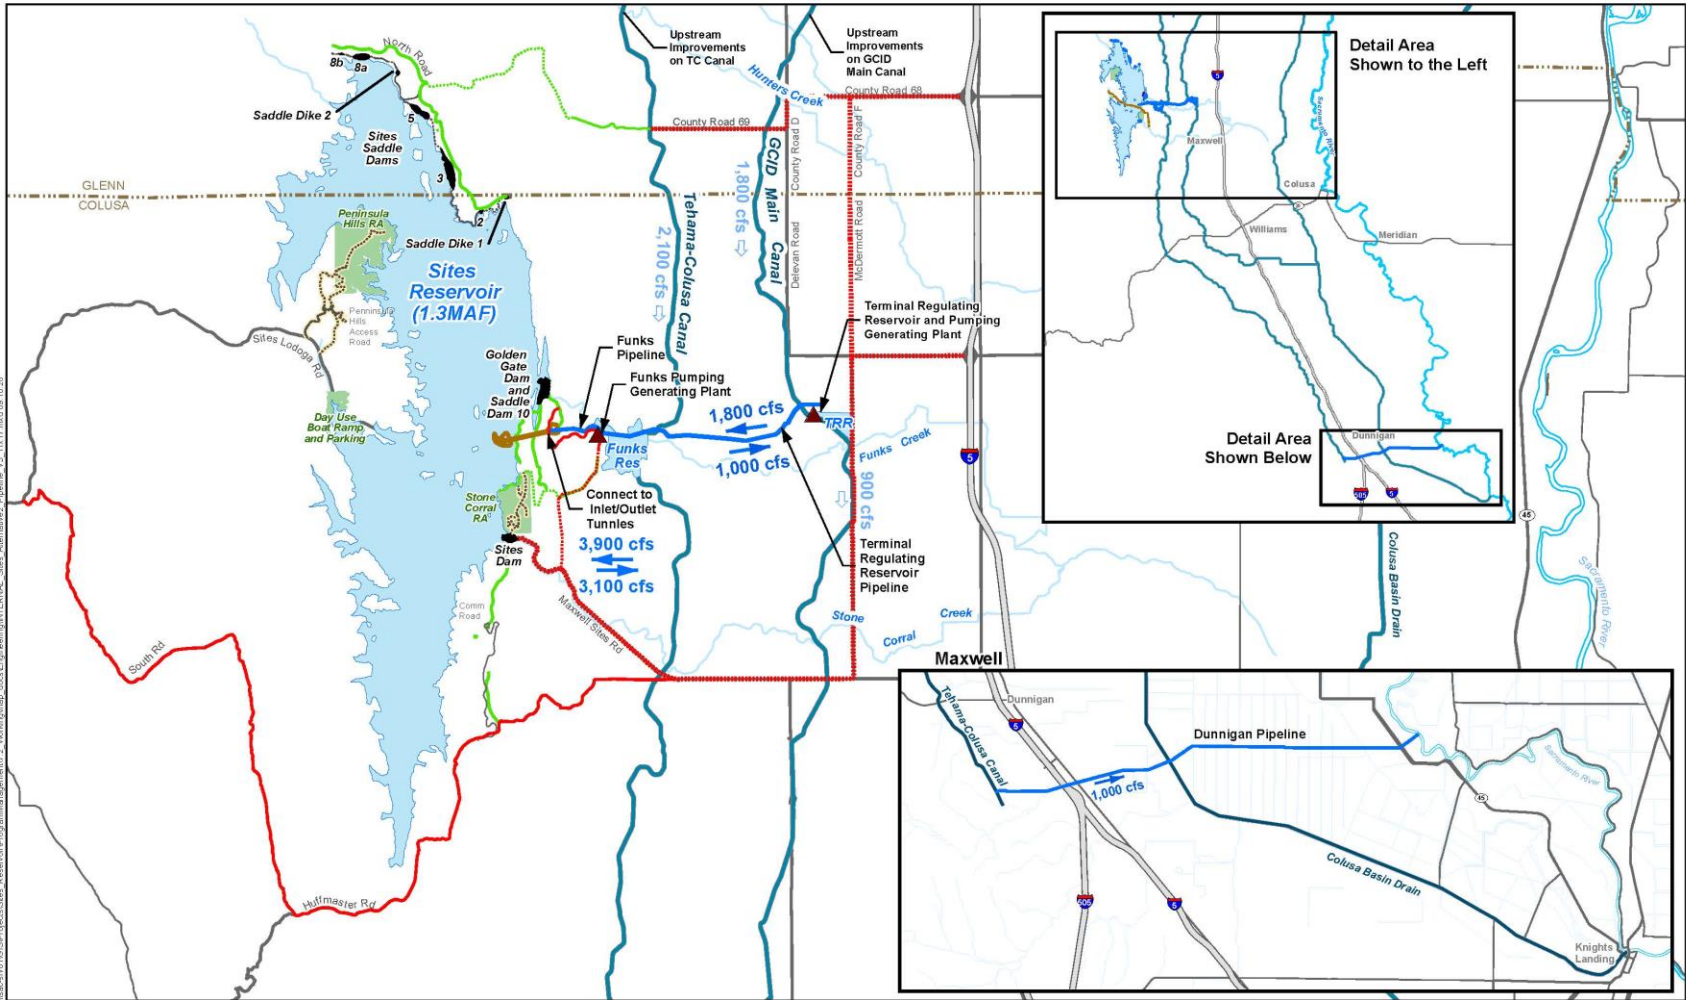 Upstream
Improvements
on TC Canal
Upstream
Improvements
on GCID
Main Canal
North Road
8b
8a
Saddle Dike 2
5
Sites
Saddle
Dams
3
2
Saddle Dike 1
Hunters Creek
County Road 68
County Road 69
County Road D
County Road F
GCID Main Canal
1,800 cfs
Tehama-Colusa Canal
2,100 cfs
Delevan Road
McDermott Road
GLENN
COLUSA
Peninsula
Hills RA
Sites
Reservoir
(1.3MAF)
Penninsula
Hills
Access
Road
Sites Lodoga Rd
Day Use
Boat Ramp
and Parking
Golden
Gate
Dam
and
Saddle
Dam 10
Funks
Pipeline
Funks Pumping
Generating Plant
Terminal Regulating
Reservoir and Pumping
Generating Plant
1,800 cfs
1,000 cfs
TRR
Funks
Res
Funks Creek
5
900 cfs
Connect to
Inlet/Outlet
Tunnles
Stone
Corral
RA
Sites
Dam
3,900 cfs
3,100 cfs
Terminal
Regulating
Reservoir
Pipeline
Comm
Road
Maxwell Sites Rd
Stone
Corral
Creek
South Rd
Huffmaster Rd
Maxwell
Detail Area
Shown to the Left
5
Sacramento River
Maxwell
Colusa
Williams
Meridian
Detail Area
Shown Below
Dunnigan
505
5
45
Colusa Basin Drain
Sacramento River
Tehama-Colusa Canal
Dunnigan
5
Dunnigan Pipeline
1,000 cfs
Sacramento River
45
Colusa Basin Drain
505
5
Knights
Landing